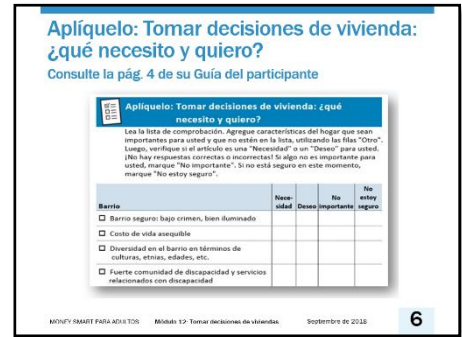 Aplíquelo: Tomar decisiones de vivienda:
¿qué necesito y quiero?
Consulte la pág. 4 de su Guía del participante
Aplíquelo: Tomar decisiones de vivienda: ¿qué
necesito y quiero?
Lea la lista de comprobación. Agregue características del hogar que sean
importantes para usted y que no estén en la lista, utilizando las filas "Otro".
Luego, verifique si el artículo es una "Necesidad" o un "Deseo" para usted.
¡No hay respuestas correctas o incorrectas! Si algo no es importante para
usted, marque "No importante". Si no está seguro en este momento,
marque "No estoy seguro".
Barrio
Nece-
sidad
Deseo
No
importante
No
estoy
seguro
Barrio seguro: bajo crimen, bien iluminado
Costo de vida asequible
Diversidad en el barrio en términos de
culturas, etnias, edades, etc.
Fuerte comunidad de discapacidad y servicios
relacionados con discapacidad
MONEY SMART PARA ADULTOS Módulo 12: Tomar decisiones de viviendas Septiembre de 2018 6